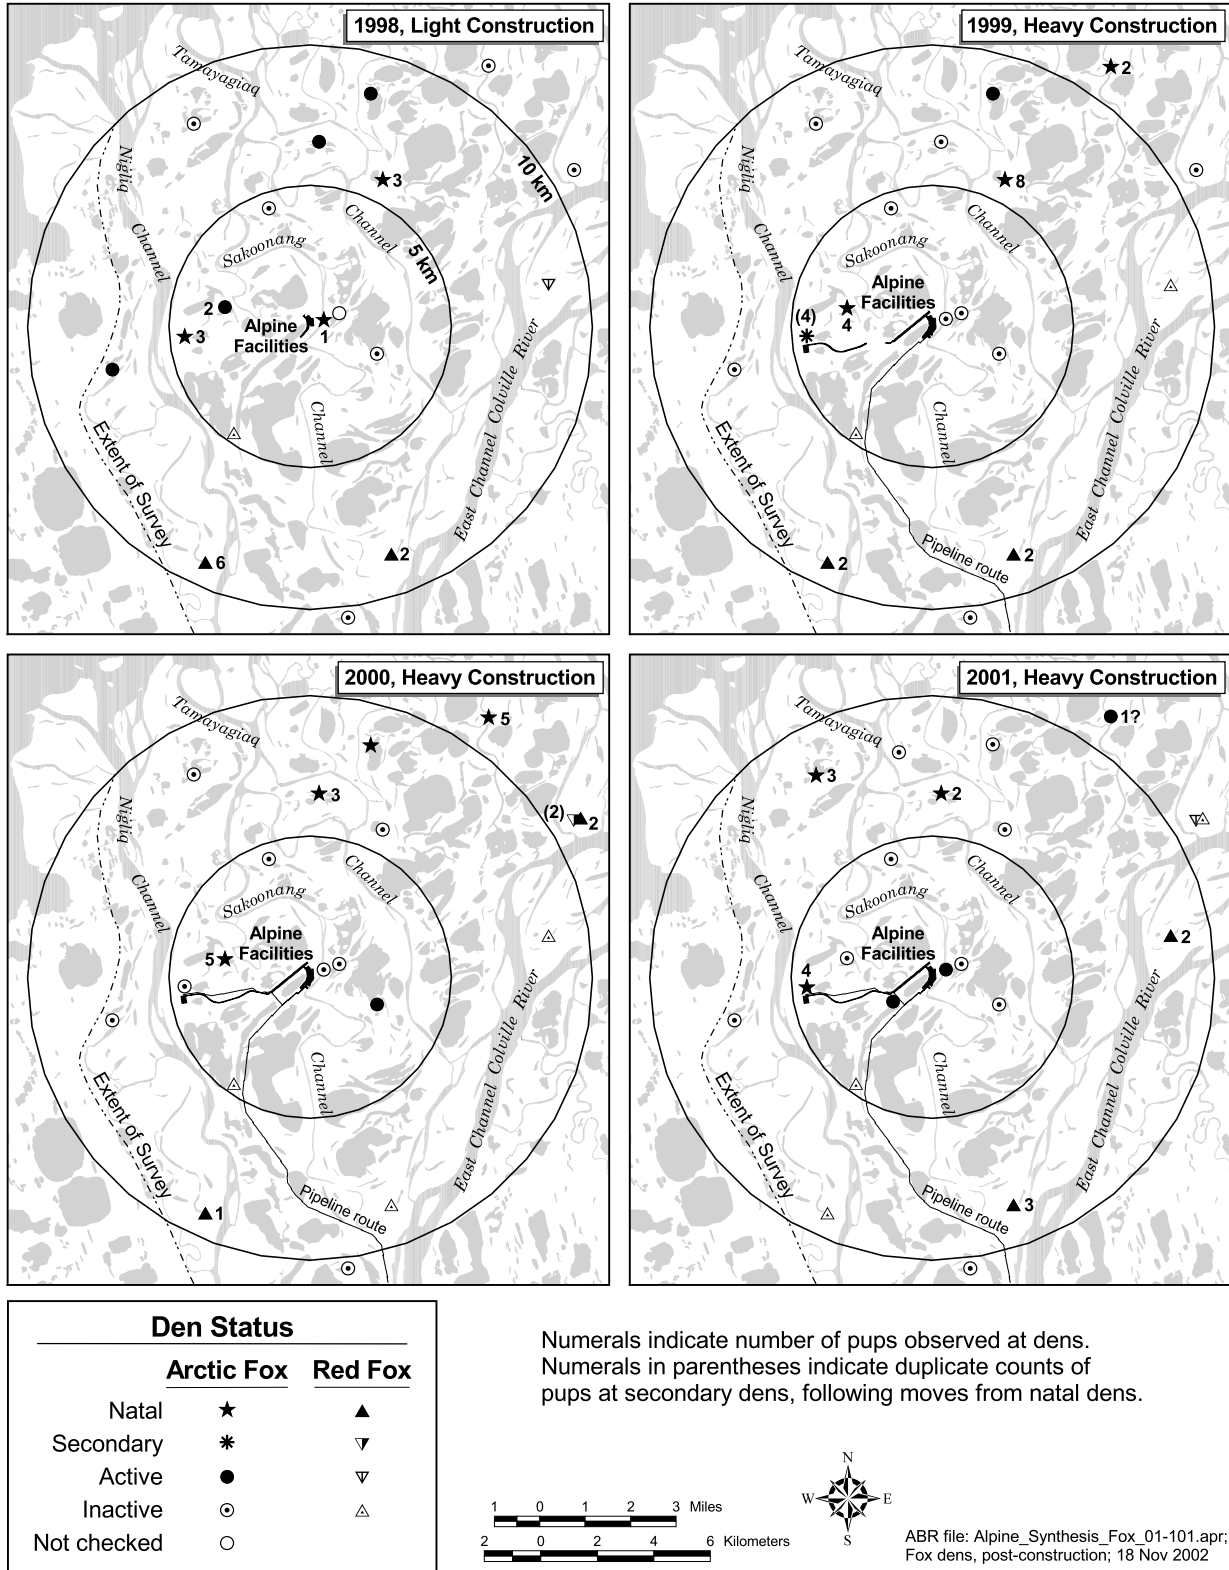 1998, Light Construction
Tamayagiaq
Nigliq
Channel
10 km
3
Channel
5 km
Sakoonang
2
3
Alpine
Facilities
1
Channel
East Channel Colville River
Extent of Survey
6
2
1999, Heavy Construction
Tamayagiaq
2
Nigliq
Channel
8
Channel
Sakoonang
Alpine
Facilities
(4)
4
Channel
East Channel Colville River
Extent of Survey
Pipeline route
2
2
2000, Heavy Construction
Tamayagiaq
5
Nigliq
Channel
3
(2)
2
Channel
Sakoonang
Alpine
Facilities
5
Channel
East Channel Colville River
Extent of Survey
Pipeline route
1
2001, Heavy Construction
Tamayagiaq
1?
3
2
Nigliq
Channel
Channel
Sakoonang
Alpine
Facilities
2
4
Channel
East Channel Colville River
Extent of Survey
Pipeline route
3
Den Status
Arctic Fox Red Fox
Natal
Secondary
Active
Inactive
Not checked
Numerals indicate number of pups observed at dens.
Numerals in parentheses indicate duplicate counts of
pups at secondary dens, following moves from natal dens.
1 0 1 2 3 Miles
2 0 2 4 6 Kilometers
N
W E
S
ABR file: Alpine_Synthesis_Fox_01-101.apr;
Fox dens, post-construction; 18 Nov 2002